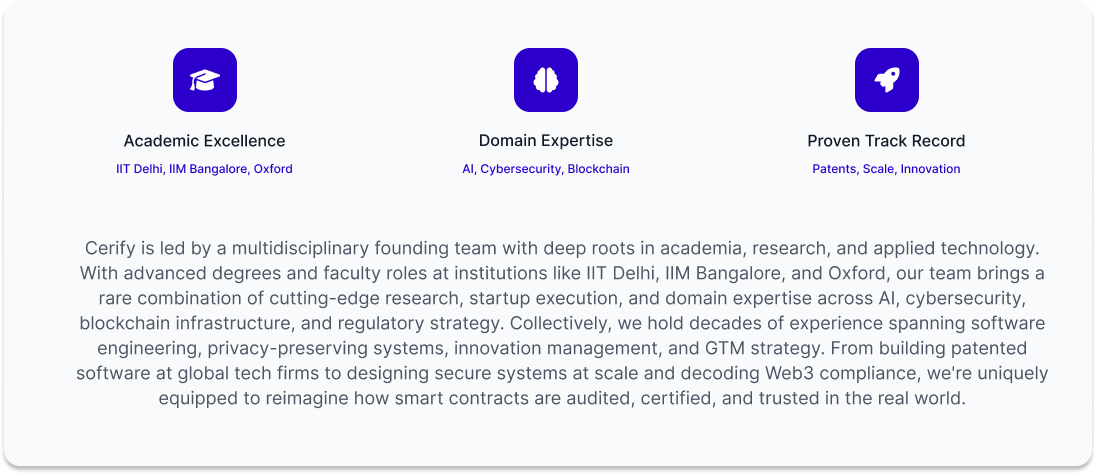 Academic Excellence
IIT Delhi, IIM Bangalore, Oxford
Domain Expertise
AI, Cybersecurity, Blockchain
Proven Track Record
Patents, Scale, Innovation
Cerify is led by a multidisciplinary founding team with deep roots in academia, research, and applied technology.
With advanced degrees and faculty roles at institutions like IIT Delhi, IIM Bangalore, and Oxford, our team brings a
rare combination of cutting-edge research, startup execution, and domain expertise across AI, cybersecurity,
blockchain infrastructure, and regulatory strategy. Collectively, we hold decades of experience spanning software
engineering, privacy-preserving systems, innovation management, and GTM strategy. From building patented
software at global tech firms to designing secure systems at scale and decoding Web3 compliance, we're uniquely
equipped to reimagine how smart contracts are audited, certified, and trusted in the real world.